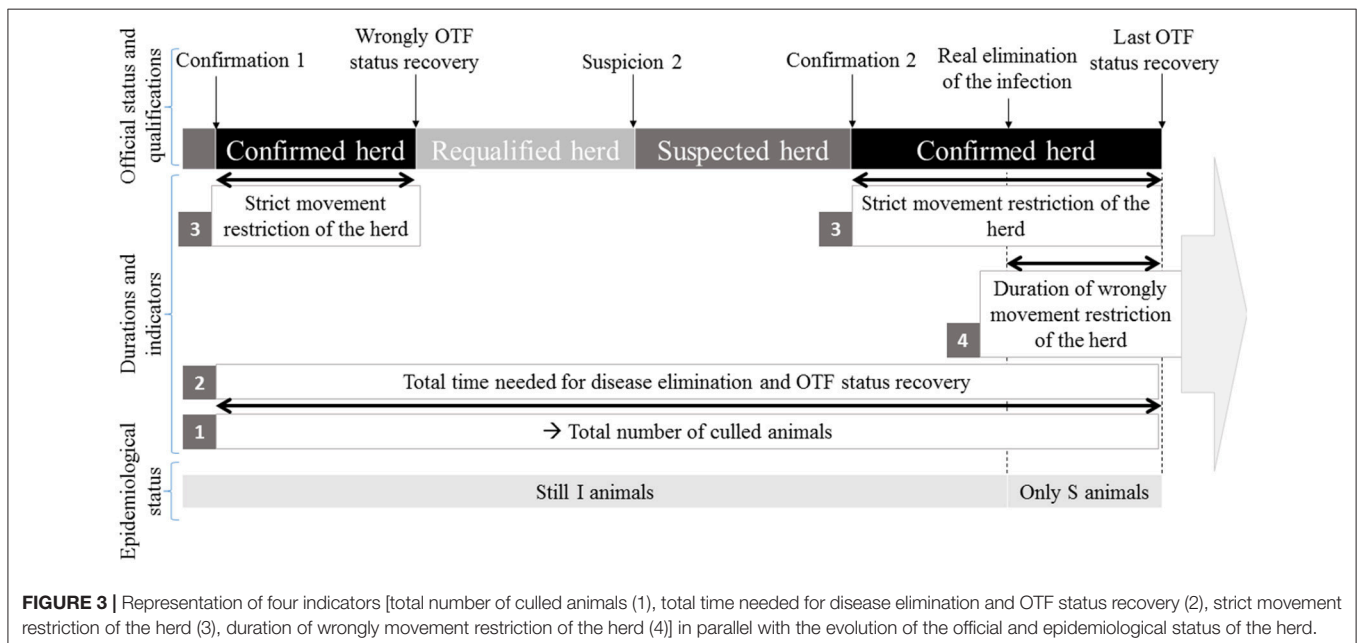 Official status and
qualifications
Confirmation 1
Wrongly OTF
status recovery
Suspicion 2
Confirmation 2
Real elimination
of the infection
Last OTF
status recovery
Confirmed herd
Requalified herd
Suspected herd
Confirmed herd
Durations and
indicators
3
Strict movement
restriction of the herd
3
Strict movement restriction of the
herd
4
Duration of wrongly
movement restriction
of the herd
2
Total time needed for disease elimination and OTF status recovery
1
→ Total number of culled animals
Epidemiological
status
Still I animals
Only S animals
FIGURE 3 | Representation of four indicators [total number of culled animals (1), total time needed for disease elimination and OTF status recovery (2), strict movement
restriction of the herd (3), duration of wrongly movement restriction of the herd (4)] in parallel with the evolution of the official and epidemiological status of the herd.